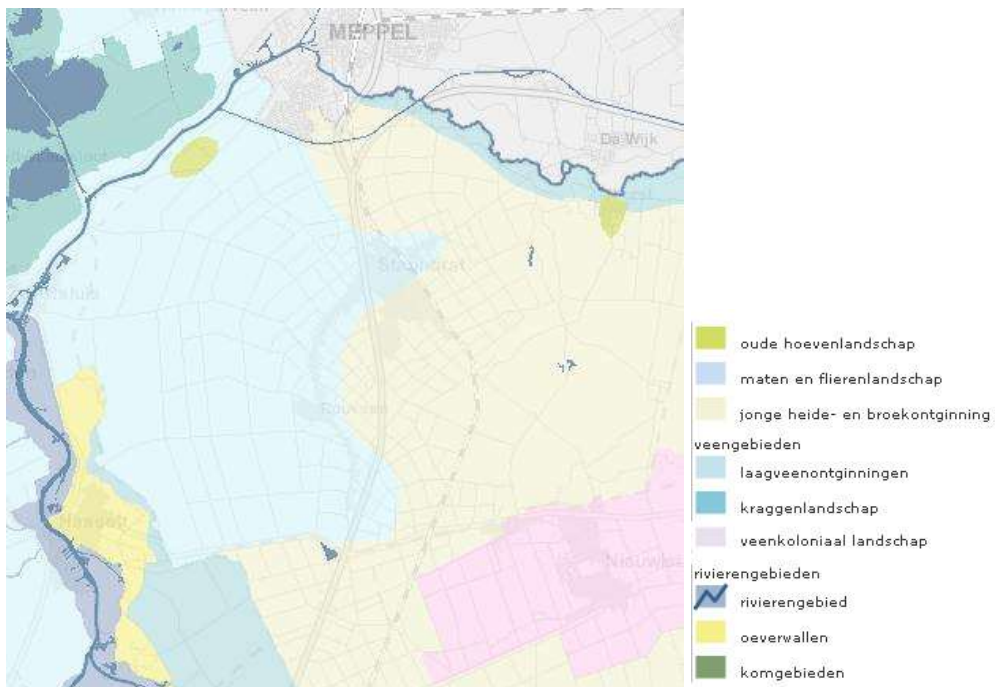 MEPPEL
De Wijk
Staphorst
Rouveen
Hasselt
oude hoevenlandschap
maten en flierenlandschap
jonge heide- en broekontginning
veengebieden
laagveenontginningen
kraggenlandschap
veenkoloniaal landschap
rivierengebieden
rivierengebied
oeverwallen
komgebieden